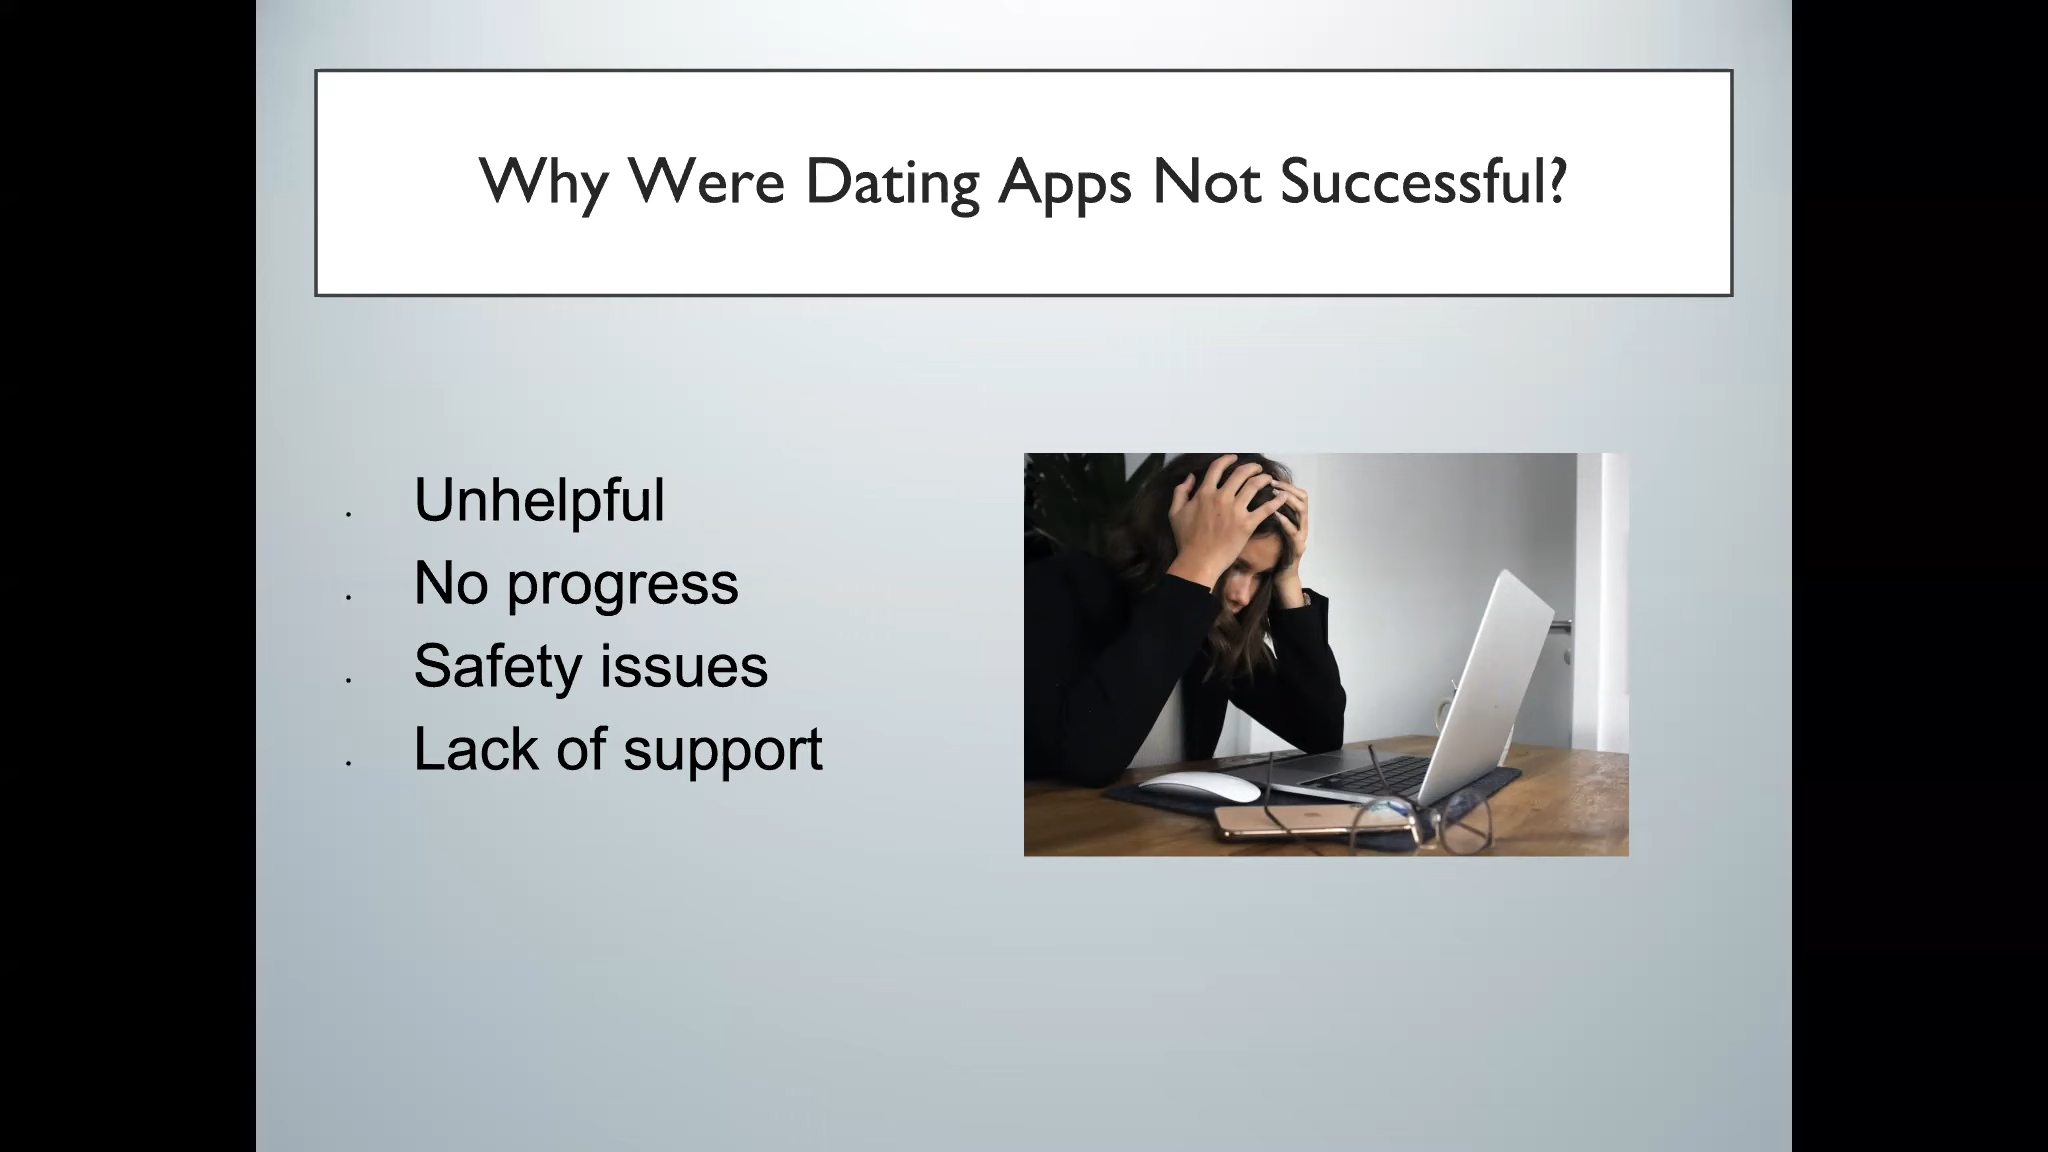 Why Were Dating Apps Not Successful?
Unhelpful
No progress
Safety issues
Lack of support